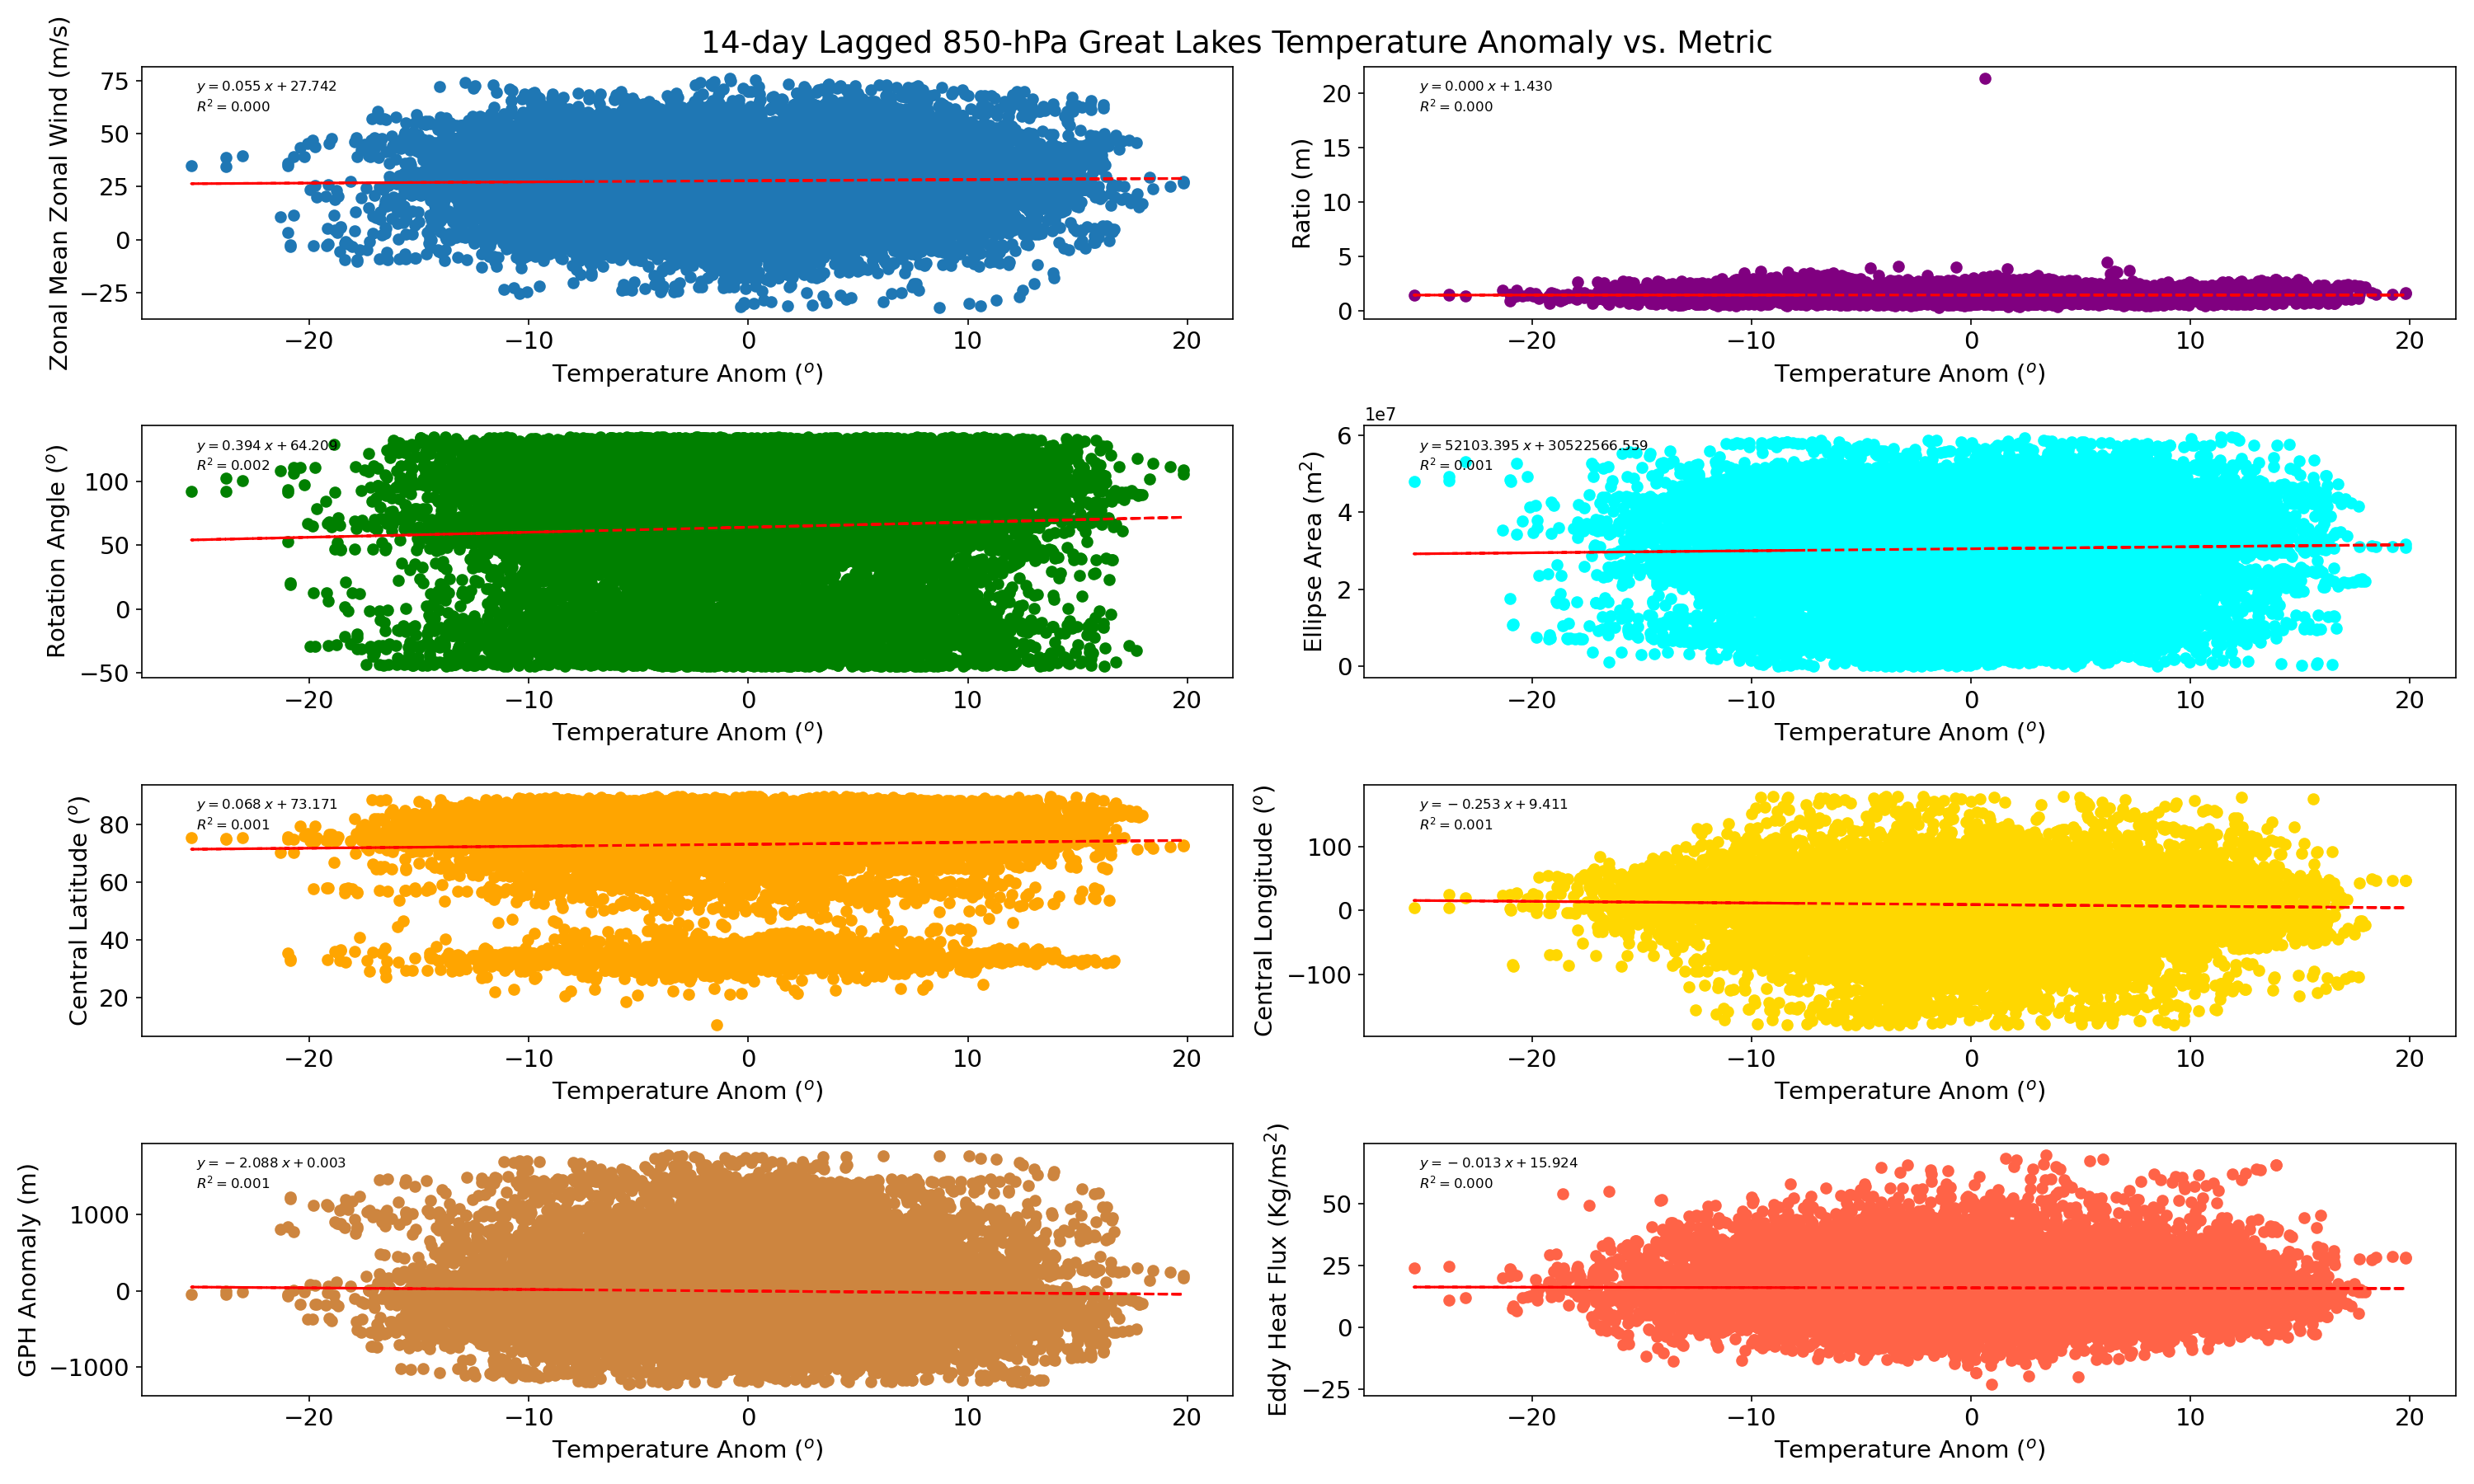 14-day Lagged 850-hPa Great Lakes Temperature Anomaly vs. Metric
Zonal Mean Zonal Wind (m/s)
75
50
25
0
−25
y = 0.055 x + 27.742
R² = 0.000
−20 −10 0 10 20
Temperature Anom (°)
Ratio (m)
20
15
10
5
0
y = 0.000 x + 1.430
R² = 0.000
−20 −10 0 10 20
Temperature Anom (°)
Rotation Angle (°)
100
50
0
−50
y = 0.394 x + 64.209
R² = 0.002
−20 −10 0 10 20
Temperature Anom (°)
Ellipse Area (m²)
1e7
6
4
2
0
y = 52103.395 x + 30522566.559
R² = 0.001
−20 −10 0 10 20
Temperature Anom (°)
Central Latitude (°)
80
60
40
20
y = 0.068 x + 73.171
R² = 0.001
−20 −10 0 10 20
Temperature Anom (°)
Central Longitude (°)
100
0
−100
y = − 0.253 x + 9.411
R² = 0.001
−20 −10 0 10 20
Temperature Anom (°)
GPH Anomaly (m)
1000
0
−1000
y = − 2.088 x + 0.003
R² = 0.001
−20 −10 0 10 20
Temperature Anom (°)
Eddy Heat Flux (Kg/ms²)
50
25
0
−25
y = − 0.013 x + 15.924
R² = 0.000
−20 −10 0 10 20
Temperature Anom (°)